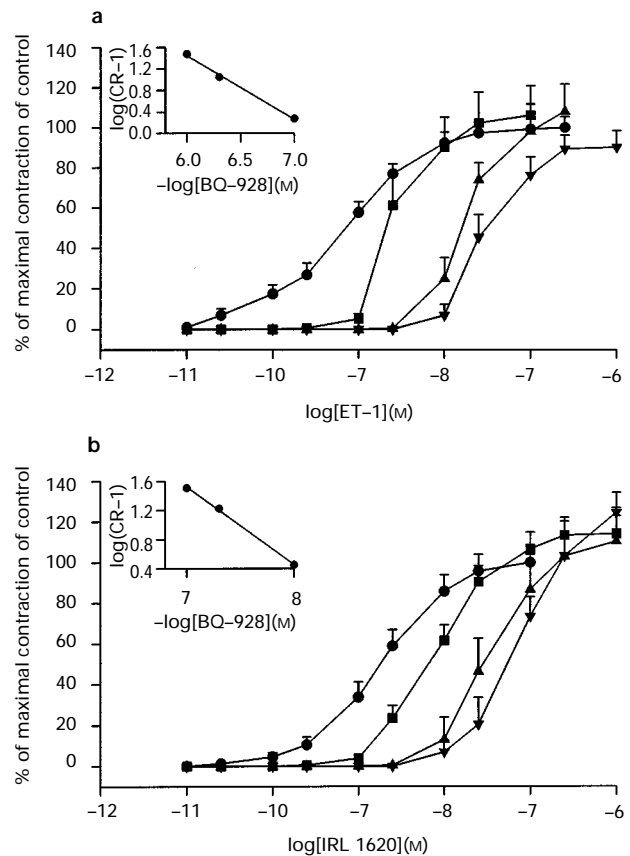 a
140
120
100
80
60
40
20
0
% of maximal contraction of control
1.6
1.2
0.8
0.4
0.0
log(CR–1)
6.0 6.5 7.0
–log[BQ–928](M)
–12 –11 –10 –7 –8 –7 –6
log[ET–1](M)
b
140
120
100
80
60
40
20
0
% of maximal contraction of control
1.6
1.2
0.8
0.4
log(CR–1)
7 8
–log[BQ–928](M)
–12 –11 –10 –7 –8 –7 –6
log[IRL 1620](M)